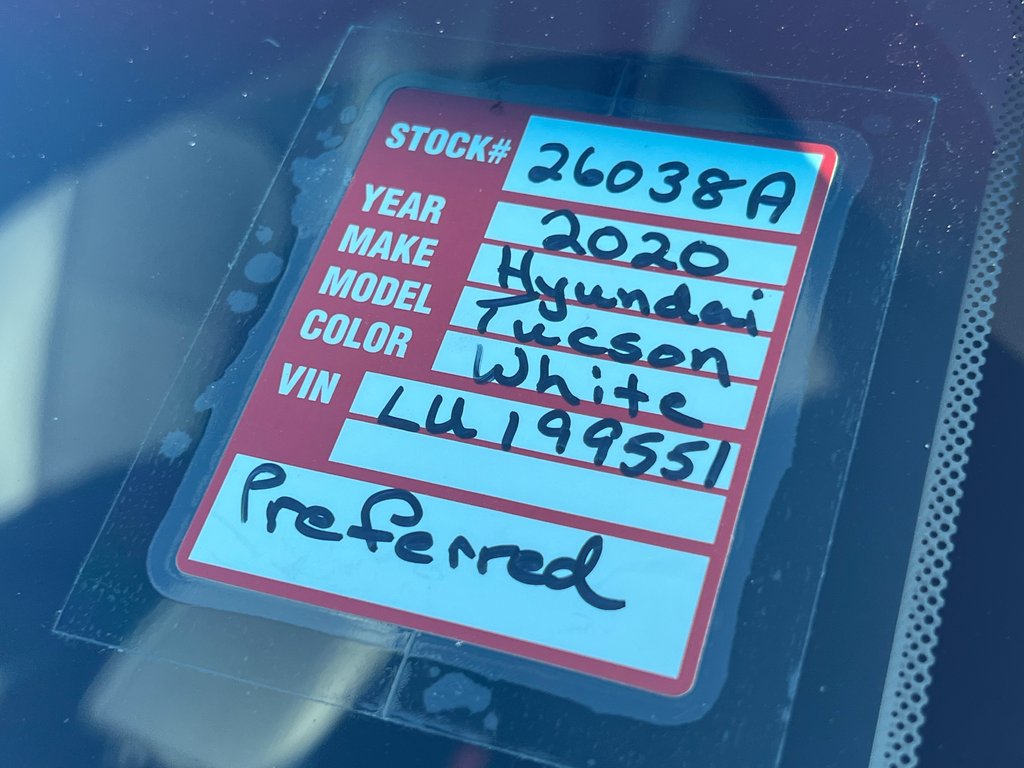 STOCK# 26038A
YEAR 2020
MAKE Hyundai
MODEL Tucson
COLOR White
VIN LU199551
Preferred